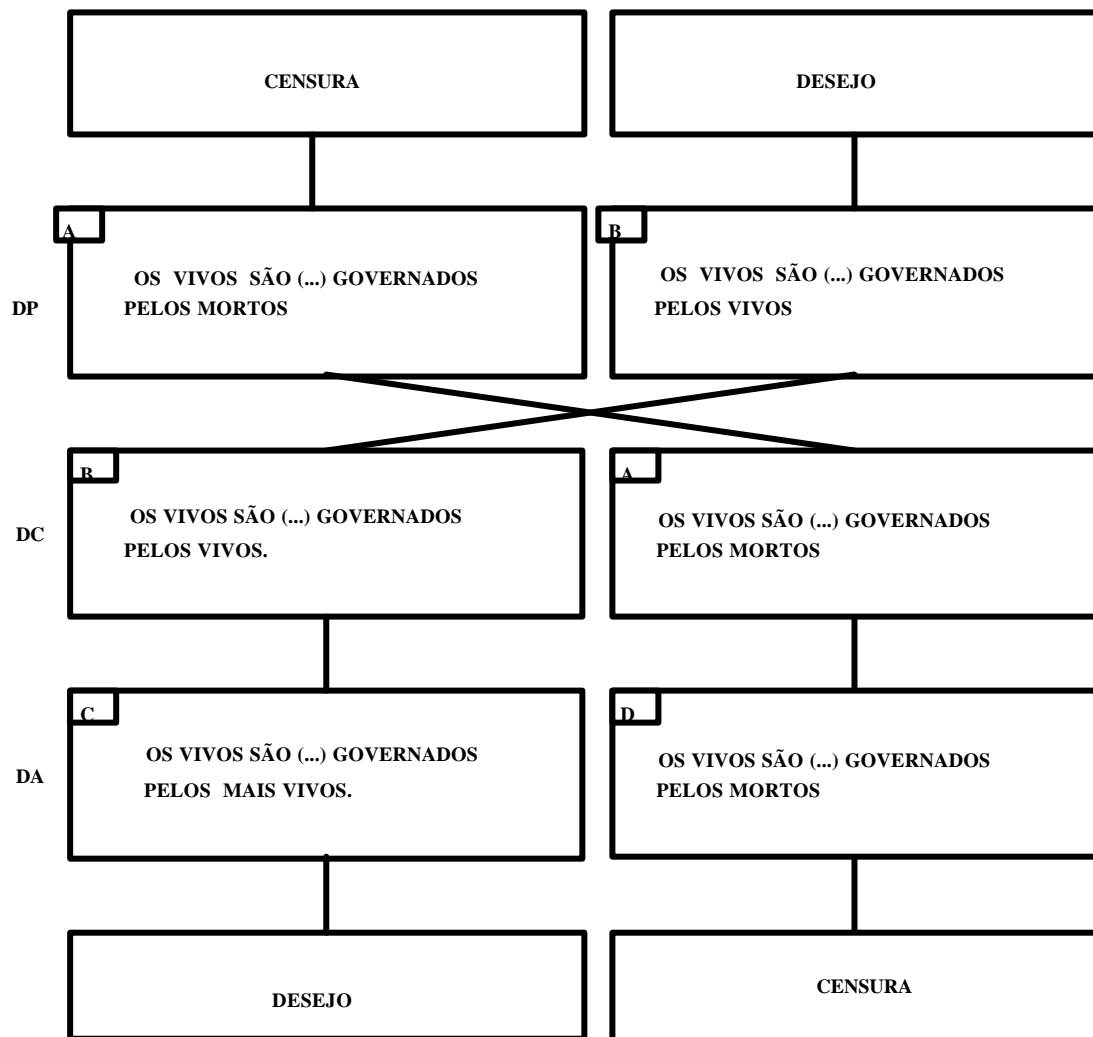 CENSURA
DESEJO
A
B
OS VIVOS SÃO (...) GOVERNADOS
PELOS MORTOS
OS VIVOS SÃO (...) GOVERNADOS
PELOS VIVOS
DP
B
A
OS VIVOS SÃO (...) GOVERNADOS
PELOS VIVOS.
OS VIVOS SÃO (...) GOVERNADOS
PELOS MORTOS
DC
C
D
OS VIVOS SÃO (...) GOVERNADOS
PELOS MAIS VIVOS.
OS VIVOS SÃO (...) GOVERNADOS
PELOS MORTOS
DA
DESEJO
CENSURA